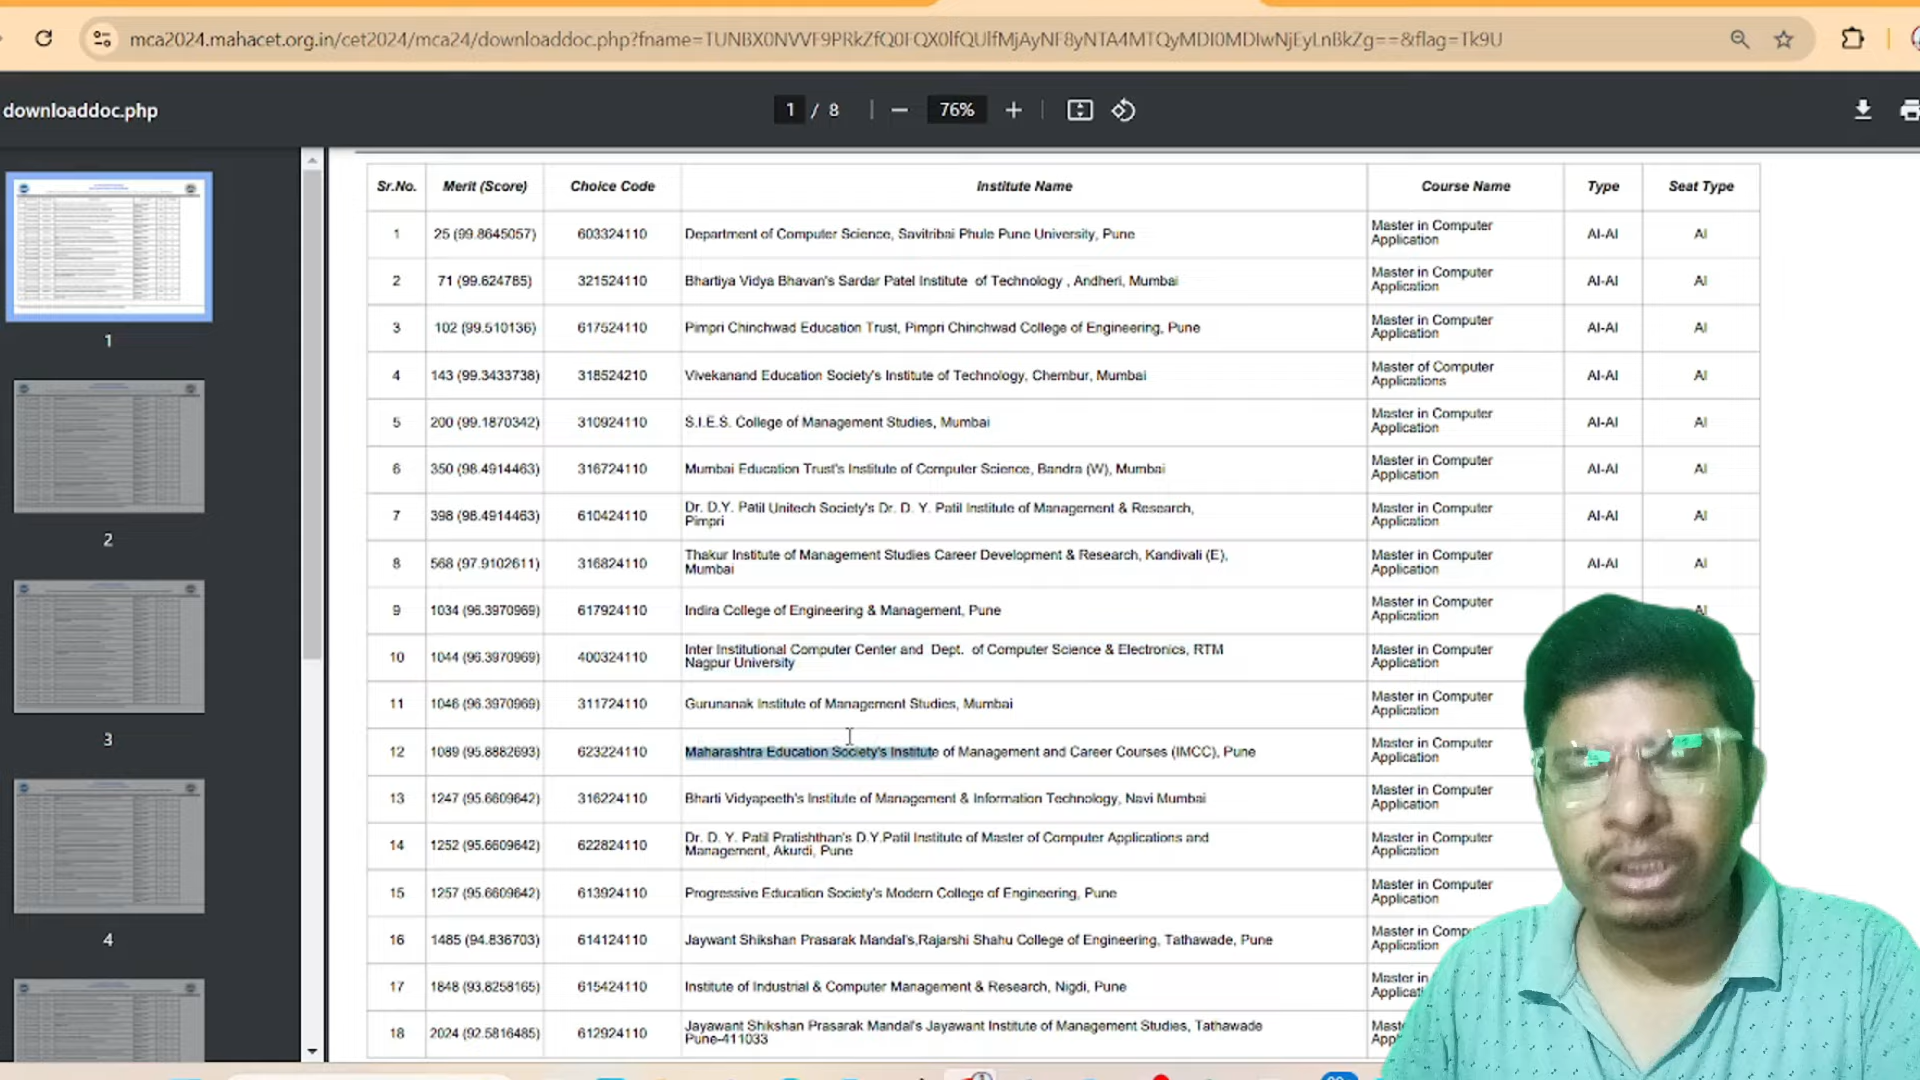 mca2024.mahacet.org.in/cet2024/mca24/downloaddoc.php?fname=TUNBX0NVVF9PRkZfQ0FQX0lfQUlfMjAyNF8yNTA4MTQyMDI0MDIwNjEyLnBkZg==&flag=Tk9U
downloaddoc.php
1 / 8
76%
Sr.No. Merit (Score) Choice Code Institute Name Course Name Type Seat Type
1 25 (99.8645057) 603324110 Department of Computer Science, Savitribai Phule Pune University, Pune Master in Computer
Application AI-AI AI
2 71 (99.624785) 321524110 Bhartiya Vidya Bhavan's Sardar Patel Institute of Technology , Andheri, Mumbai Master in Computer
Application AI-AI AI
3 102 (99.510136) 617524110 Pimpri Chinchwad Education Trust, Pimpri Chinchwad College of Engineering, Pune Master in Computer
Application AI-AI AI
4 143 (99.3433738) 318524210 Vivekanand Education Society's Institute of Technology, Chembur, Mumbai Master of Computer
Applications AI-AI AI
5 200 (99.1870342) 310924110 S.I.E.S. College of Management Studies, Mumbai Master in Computer
Application AI-AI AI
6 350 (98.4914463) 316724110 Mumbai Education Trust's Institute of Computer Science, Bandra (W), Mumbai Master in Computer
Application AI-AI AI
7 398 (98.4914463) 610424110 Dr. D.Y. Patil Unitech Society's Dr. D. Y. Patil Institute of Management & Research,
Pimpri Master in Computer
Application AI-AI AI
8 568 (97.9102611) 316824110 Thakur Institute of Management Studies Career Development & Research, Kandivali (E),
Mumbai Master in Computer
Application AI-AI AI
9 1034 (96.3970969) 617924110 Indira College of Engineering & Management, Pune Master in Computer
Application AI
10 1044 (96.3970969) 400324110 Inter Institutional Computer Center and Dept. of Computer Science & Electronics, RTM
Nagpur University Master in Computer
Application
11 1046 (96.3970969) 311724110 Gurunanak Institute of Management Studies, Mumbai Master in Computer
Application
12 1089 (95.8882693) 623224110 Maharashtra Education Society's Institute of Management and Career Courses (IMCC), Pune Master in Computer
Application
13 1247 (95.6609642) 316224110 Bharti Vidyapeeth's Institute of Management & Information Technology, Navi Mumbai Master in Computer
Application
14 1252 (95.6609642) 622824110 Dr. D. Y. Patil Pratishthan's D.Y.Patil Institute of Master of Computer Applications and
Management, Akurdi, Pune Master in Computer
Application
15 1257 (95.6609642) 613924110 Progressive Education Society's Modern College of Engineering, Pune Master in Computer
Application
16 1485 (94.836703) 614124110 Jaywant Shikshan Prasarak Mandal's,Rajarshi Shahu College of Engineering, Tathawade, Pune Master in Comp
Application
17 1848 (93.8258165) 615424110 Institute of Industrial & Computer Management & Research, Nigdi, Pune Master in
Applicat
18 2024 (92.5816485) 612924110 Jayawant Shikshan Prasarak Mandal's Jayawant Institute of Management Studies, Tathawade
Pune-411033 Mast
App
1
2
3
4